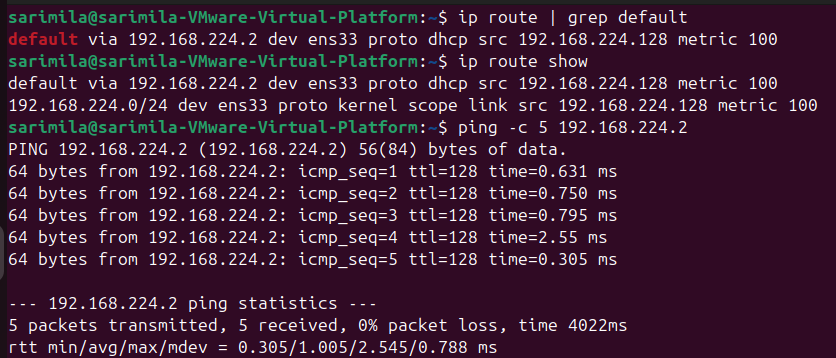 sarimila@sarimila-VMware-Virtual-Platform:~$ ip route | grep default
default via 192.168.224.2 dev ens33 proto dhcp src 192.168.224.128 metric 100
sarimila@sarimila-VMware-Virtual-Platform:~$ ip route show
default via 192.168.224.2 dev ens33 proto dhcp src 192.168.224.128 metric 100
192.168.224.0/24 dev ens33 proto kernel scope link src 192.168.224.128 metric 100
sarimila@sarimila-VMware-Virtual-Platform:~$ ping -c 5 192.168.224.2
PING 192.168.224.2 (192.168.224.2) 56(84) bytes of data.
64 bytes from 192.168.224.2: icmp_seq=1 ttl=128 time=0.631 ms
64 bytes from 192.168.224.2: icmp_seq=2 ttl=128 time=0.750 ms
64 bytes from 192.168.224.2: icmp_seq=3 ttl=128 time=0.795 ms
64 bytes from 192.168.224.2: icmp_seq=4 ttl=128 time=2.55 ms
64 bytes from 192.168.224.2: icmp_seq=5 ttl=128 time=0.305 ms

--- 192.168.224.2 ping statistics ---
5 packets transmitted, 5 received, 0% packet loss, time 4022ms
rtt min/avg/max/mdev = 0.305/1.005/2.545/0.788 ms